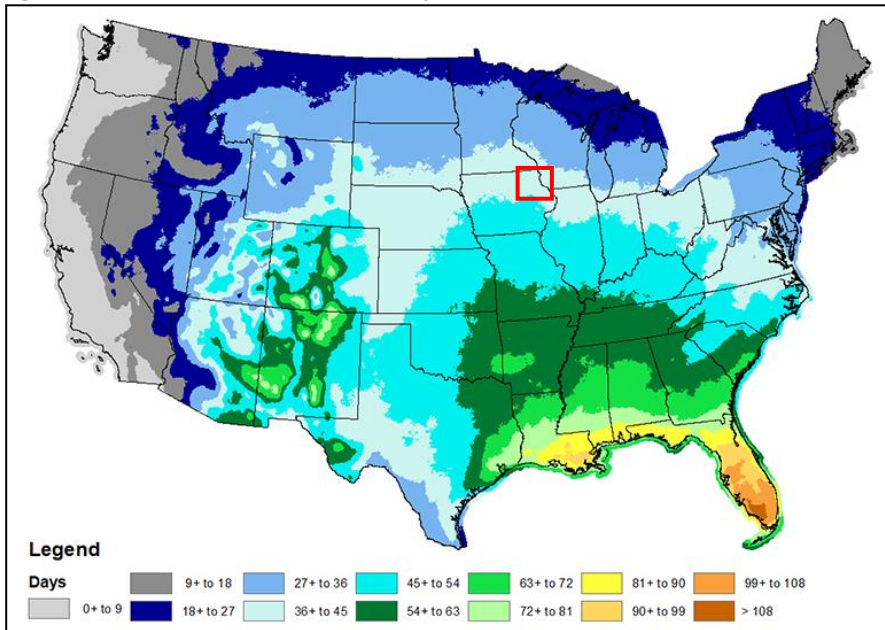 Legend
Days
0+ to 9
9+ to 18
18+ to 27
27+ to 36
36+ to 45
45+ to 54
54+ to 63
63+ to 72
72+ to 81
81+ to 90
90+ to 99
99+ to 108
> 108